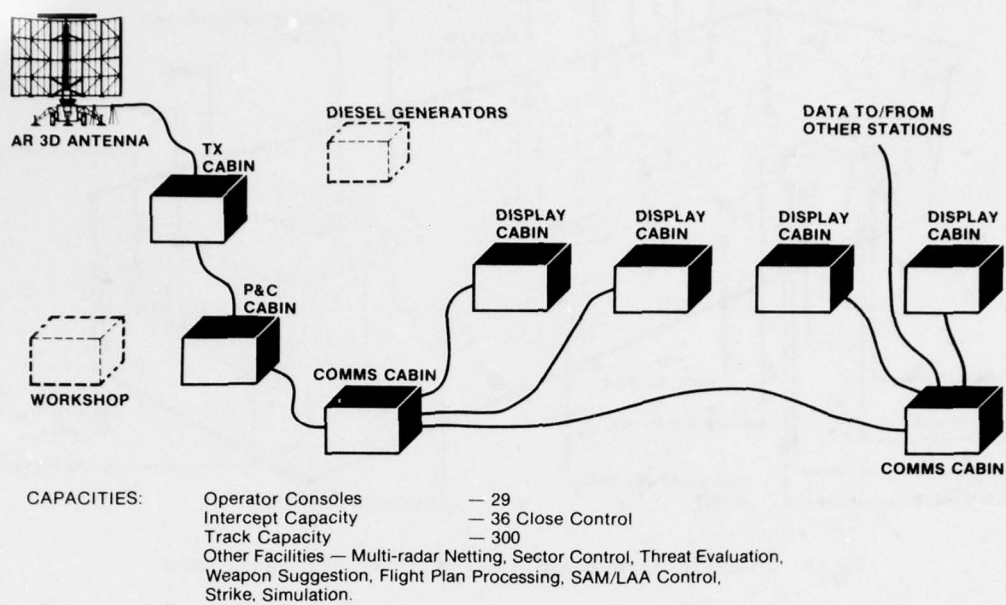 AR 3D ANTENNA
TX
CABIN
DIESEL GENERATORS
DATA TO/FROM
OTHER STATIONS
DISPLAY
CABIN
DISPLAY
CABIN
DISPLAY
CABIN
DISPLAY
CABIN
P&C
CABIN
WORKSHOP
COMMS CABIN
COMMS CABIN
CAPACITIES:
Operator Consoles — 29
Intercept Capacity — 36 Close Control
Track Capacity — 300
Other Facilities — Multi-radar Netting, Sector Control, Threat Evaluation,
Weapon Suggestion, Flight Plan Processing, SAM/LAA Control,
Strike, Simulation.